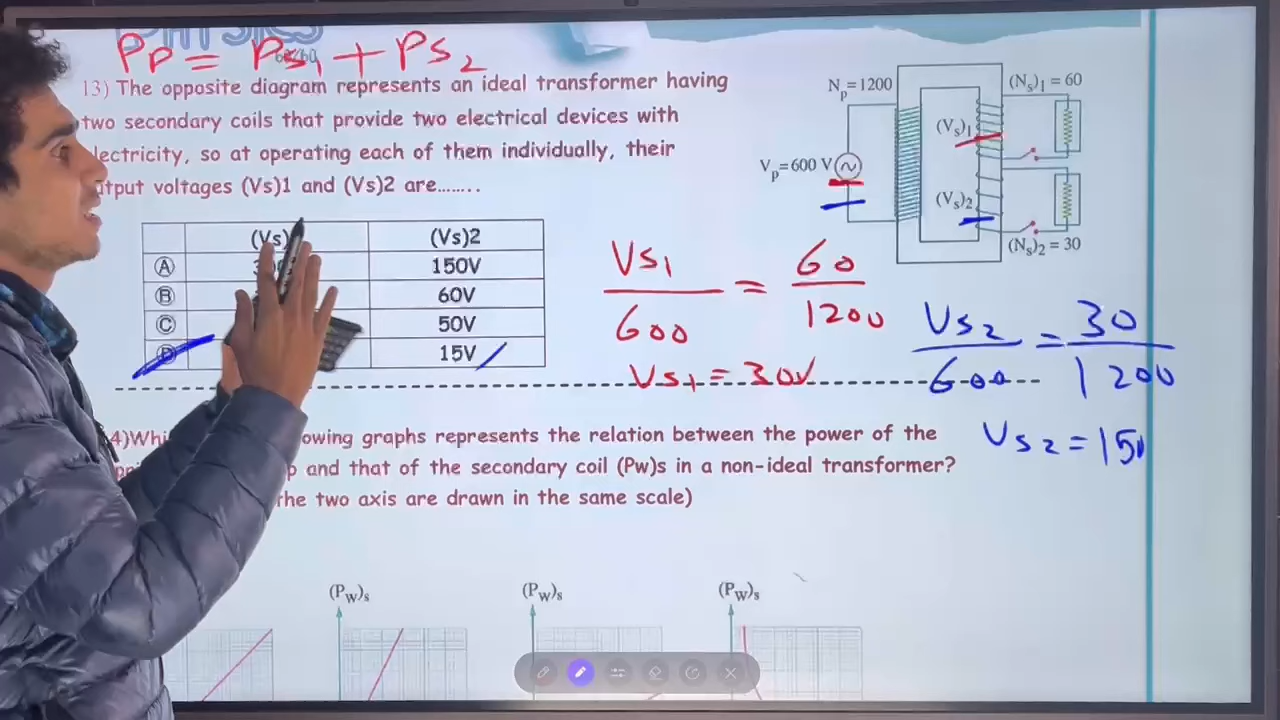 PHYSICS
Pp = Ps₁ + Ps₂
13) The opposite diagram represents an ideal transformer having
two secondary coils that provide two electrical devices with
lectricity, so at operating each of them individually, their
tput voltages (Vs)1 and (Vs)2 are........
(Vs) (Vs)2
Ⓐ 150V
Ⓑ 60V
Ⓒ 50V
15V
Np=1200
(Ns)1 = 60
(Vs)1
Vp=600 V
(Vs)2
(Ns)2 = 30
Vs₁ / 600 = 60 / 1200
Vs₁ = 30V
Vs2 / 600 = 30 / 1200
Vs2 = 15
4)Whi owing graphs represents the relation between the power of the
p and that of the secondary coil (Pw)s in a non-ideal transformer?
he two axis are drawn in the same scale)
(Pw)s (Pw)s (Pw)s